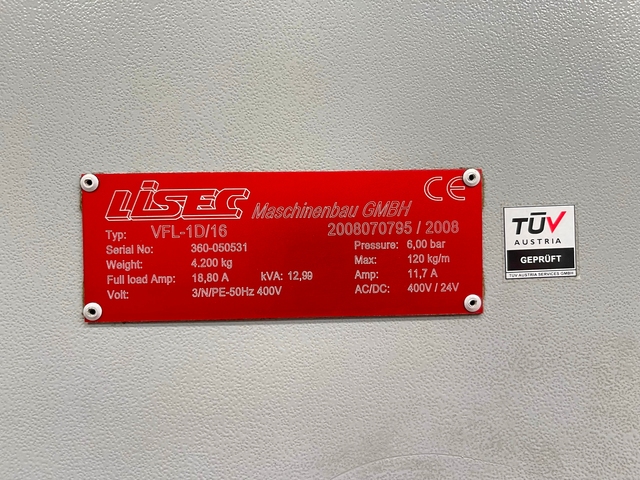 LISEC Maschinenbau GMBH CE
Typ: VFL-1D/16 2008070795 / 2008
Serial No: 360-050531 Pressure: 6,00 bar
Weight: 4.200 kg Max: 120 kg/m
Full load Amp: 18,80 A kVA: 12,99 Amp: 11,7 A
Volt: 3/N/PE-50Hz 400V AC/DC: 400V / 24V
TÜV
AUSTRIA
GEPRÜFT
TÜV AUSTRIA SERVICES GMBH